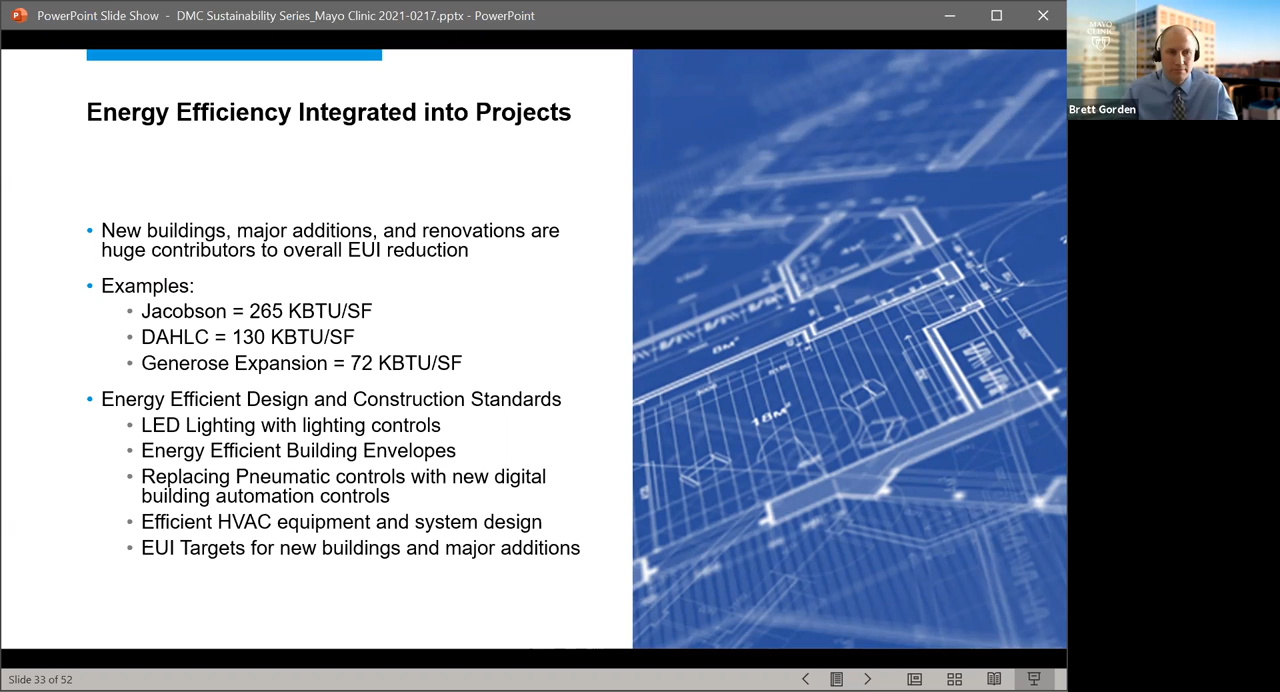 PowerPoint Slide Show - DMC Sustainability Series_Mayo Clinic 2021-0217.pptx - PowerPoint
MAYO
CLINIC
Brett Gorden
Energy Efficiency Integrated into Projects
• New buildings, major additions, and renovations are
huge contributors to overall EUI reduction
• Examples:
• Jacobson = 265 KBTU/SF
• DAHLC = 130 KBTU/SF
• Generose Expansion = 72 KBTU/SF
• Energy Efficient Design and Construction Standards
• LED Lighting with lighting controls
• Energy Efficient Building Envelopes
• Replacing Pneumatic controls with new digital
building automation controls
• Efficient HVAC equipment and system design
• EUI Targets for new buildings and major additions
8м²
18м²
Slide 33 of 52